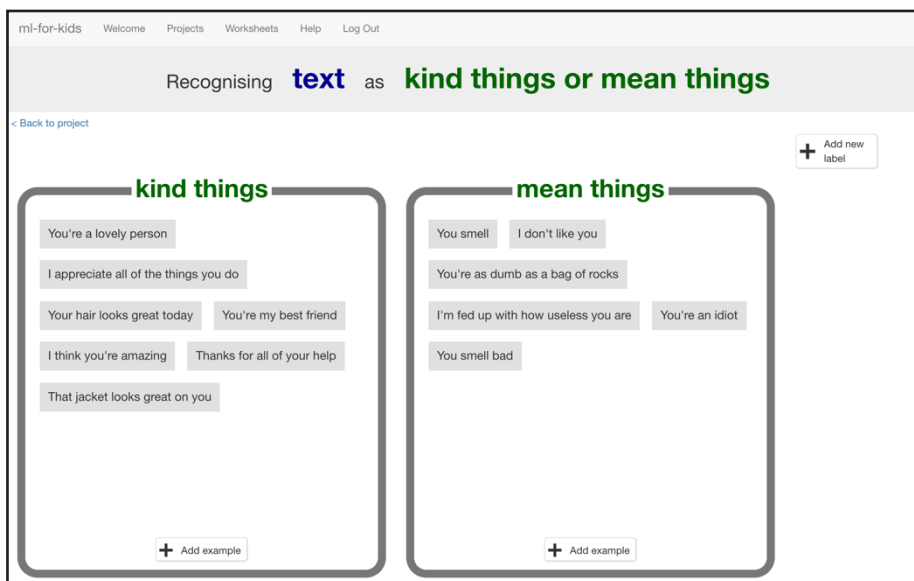 ml-for-kids Welcome Projects Worksheets Help Log Out
Recognising text as kind things or mean things
< Back to project
Add new
label
kind things
You're a lovely person
I appreciate all of the things you do
Your hair looks great today You're my best friend
I think you're amazing Thanks for all of your help
That jacket looks great on you
Add example
mean things
You smell I don't like you
You're as dumb as a bag of rocks
I'm fed up with how useless you are You're an idiot
You smell bad
Add example